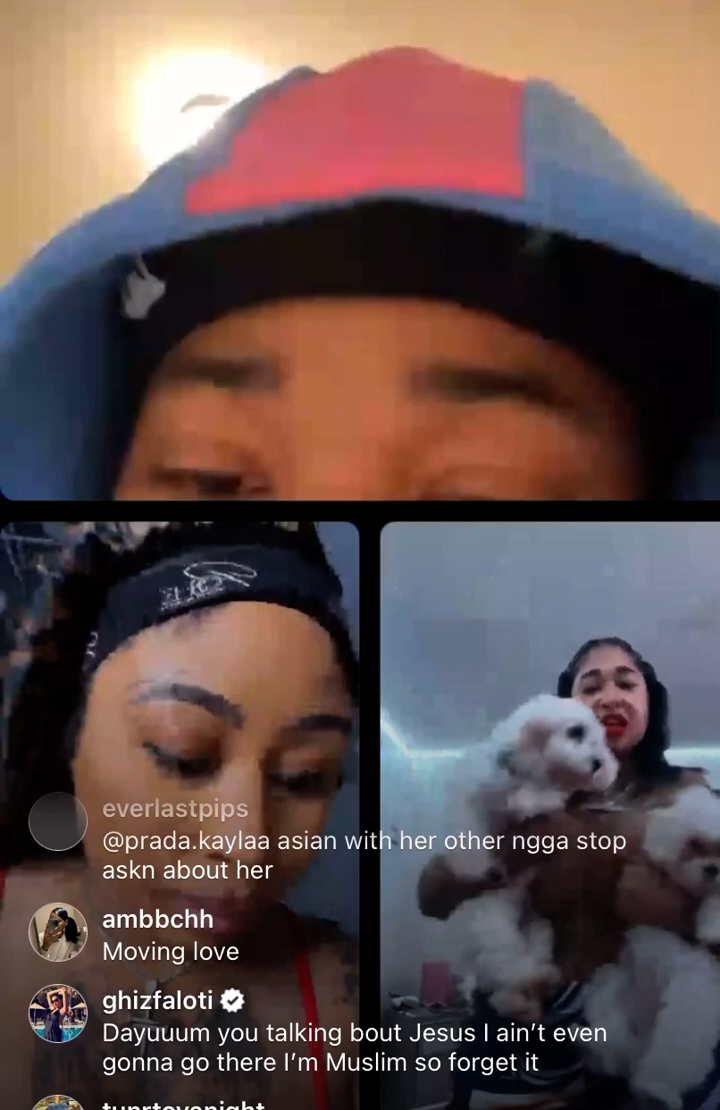 everlastpips
@prada.kaylaa asian with her other ngga stop
askn about her
ambbchh
Moving love
ghizfaloti
Dayuuum you talking bout Jesus I ain’t even
gonna go there I’m Muslim so forget it